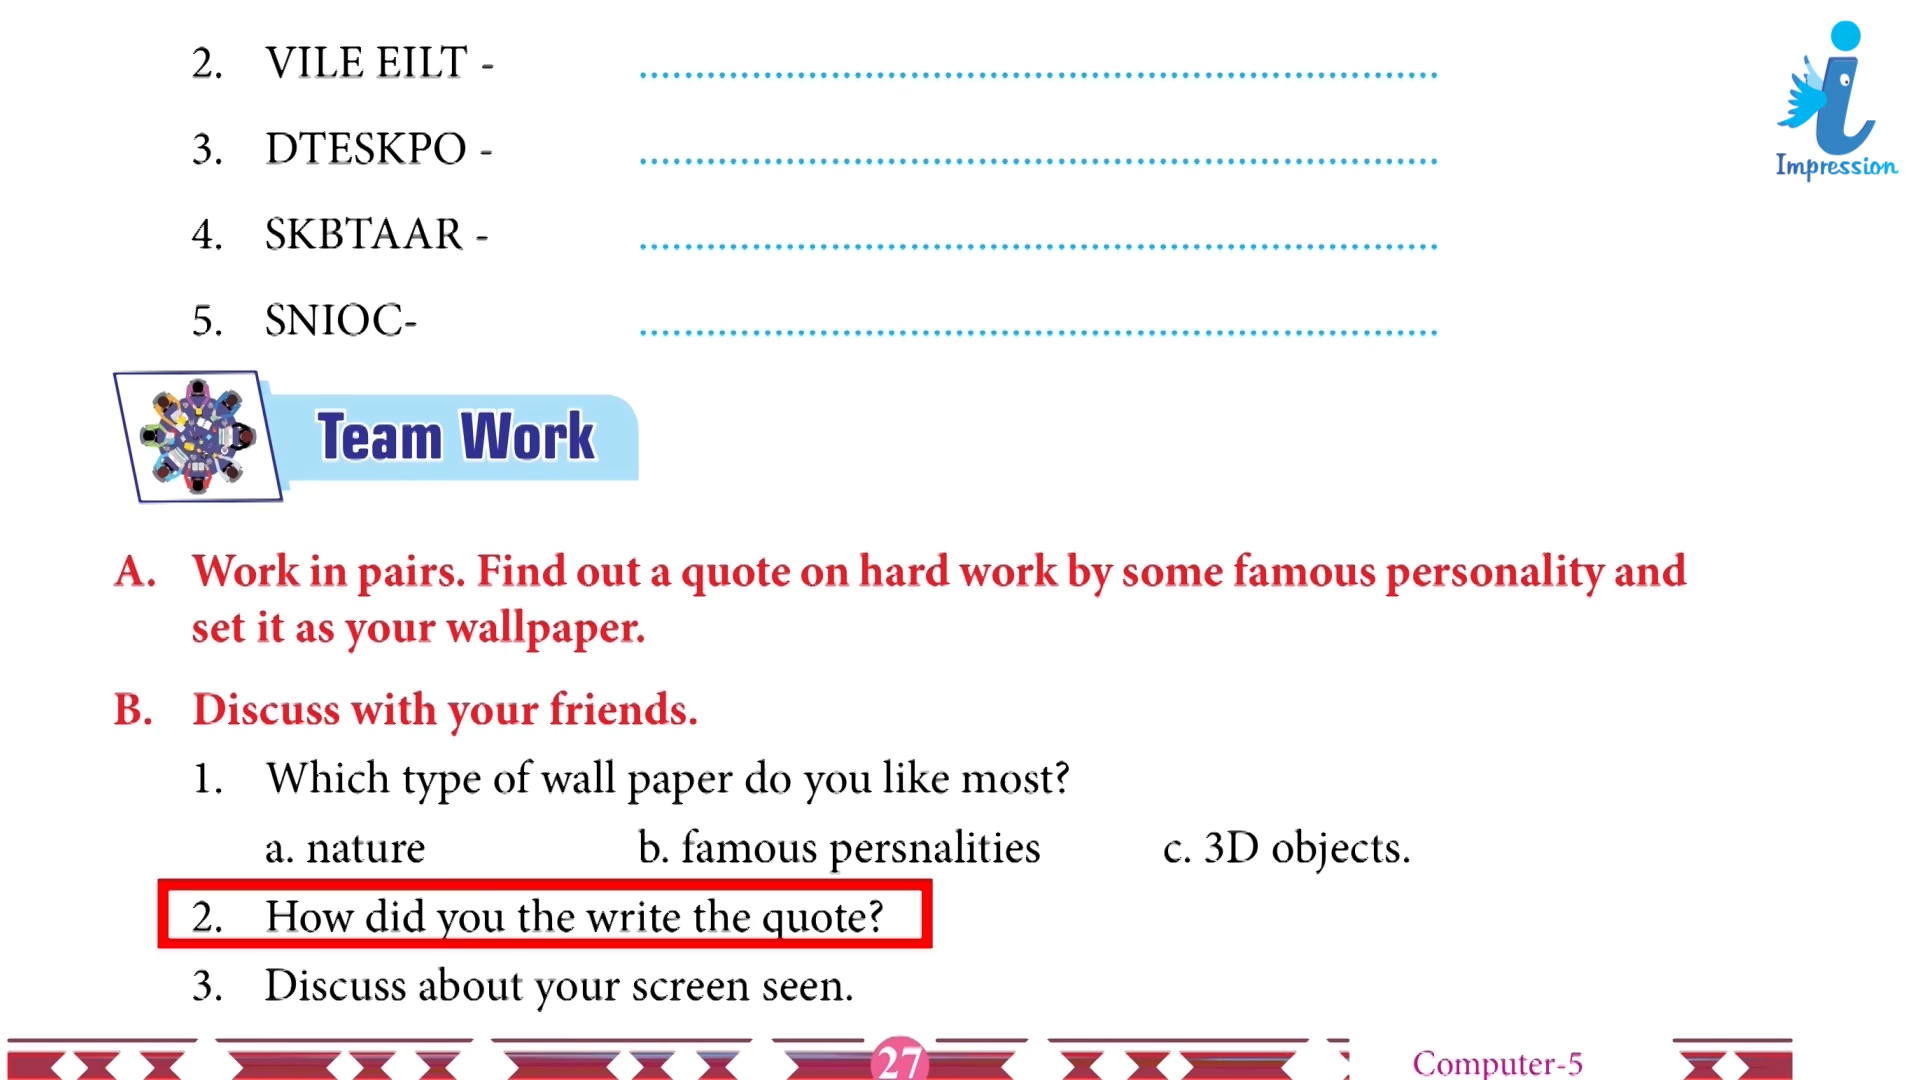 2. VILE EILT -
3. DTESKPO -
4. SKBTAAR -
5. SNIOC-
Impression
Team Work
A. Work in pairs. Find out a quote on hard work by some famous personality and
set it as your wallpaper.
B. Discuss with your friends.
1. Which type of wall paper do you like most?
a. nature b. famous persnalities c. 3D objects.
2. How did you the write the quote?
3. Discuss about your screen seen.
27
Computer-5